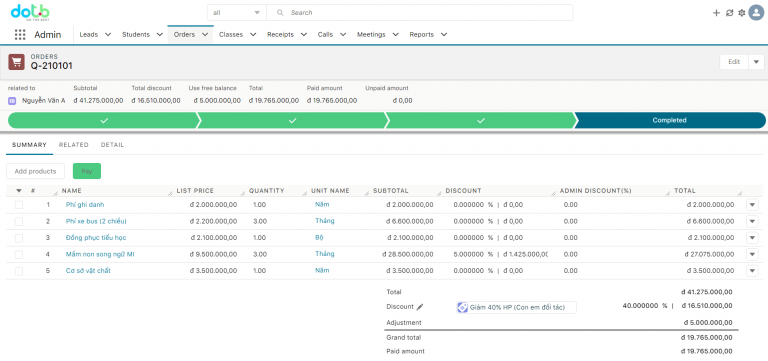 dotb
all Search
Admin Leads Students Orders Classes Receipts Calls Meetings Reports
ORDERS
Q-210101
Edit
related to Subtotal Total discount Use free balance Total Paid amount Unpaid amount
Nguyễn Văn A đ 41.275.000,00 đ 16.510.000,00 đ 5.000.000,00 đ 19.765.000,00 đ 19.765.000,00 đ 0,00
Completed
SUMMARY RELATED DETAIL
Add products Pay
# NAME LIST PRICE QUANTITY UNIT NAME SUBTOTAL DISCOUNT ADMIN DISCOUNT(%) TOTAL
1 Phí ghi danh đ 2.000.000,00 1.00 Năm đ 2.000.000,00 0.000000 % | đ 0,00 0.00 đ 2.000.000,00
2 Phí xe bus (2 chiều) đ 2.200.000,00 3.00 Tháng đ 6.600.000,00 0.000000 % | đ 0,00 0.00 đ 6.600.000,00
3 Đồng phục tiểu học đ 2.100.000,00 1.00 Bộ đ 2.100.000,00 0.000000 % | đ 0,00 0.00 đ 2.100.000,00
4 Mầm non song ngữ MI đ 9.500.000,00 3.00 Tháng đ 28.500.000,00 5.000000 % | đ 1.425.000,00 0.00 đ 27.075.000,00
5 Cơ sở vật chất đ 3.500.000,00 1.00 Năm đ 3.500.000,00 0.000000 % | đ 0,00 0.00 đ 3.500.000,00
Total đ 41.275.000,00
Discount Giảm 40% HP (Con em đối tác) 40.000000 % | đ 16.510.000,00
Adjustment đ 5.000.000,00
Grand total đ 19.765.000,00
Paid amount đ 19.765.000,00